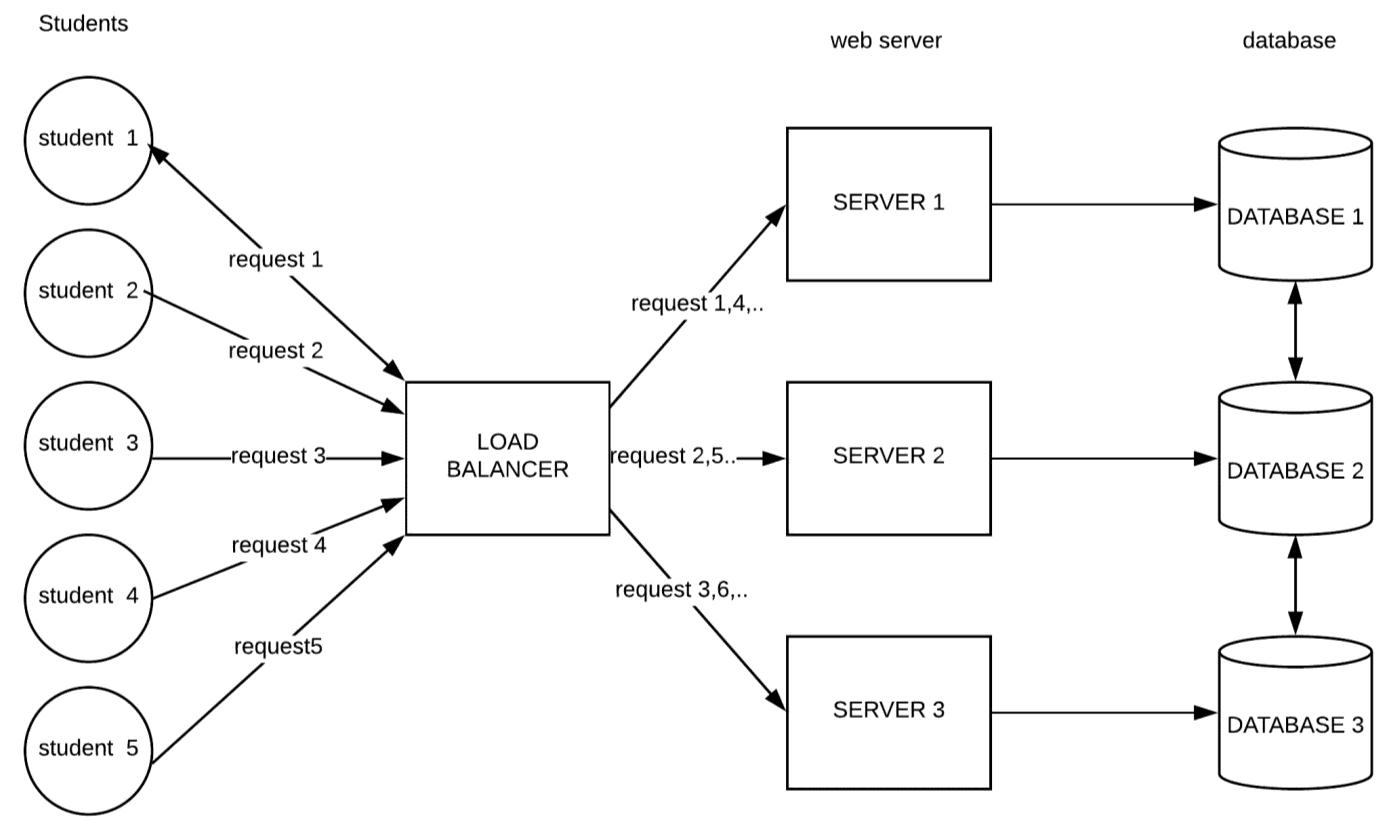 Students
web server
database
student 1
student 2
student 3
student 4
student 5
request 1
request 2
request 3
request 4
request5
LOAD
BALANCER
request 1,4,..
request 2,5..
request 3,6,..
SERVER 1
SERVER 2
SERVER 3
DATABASE 1
DATABASE 2
DATABASE 3